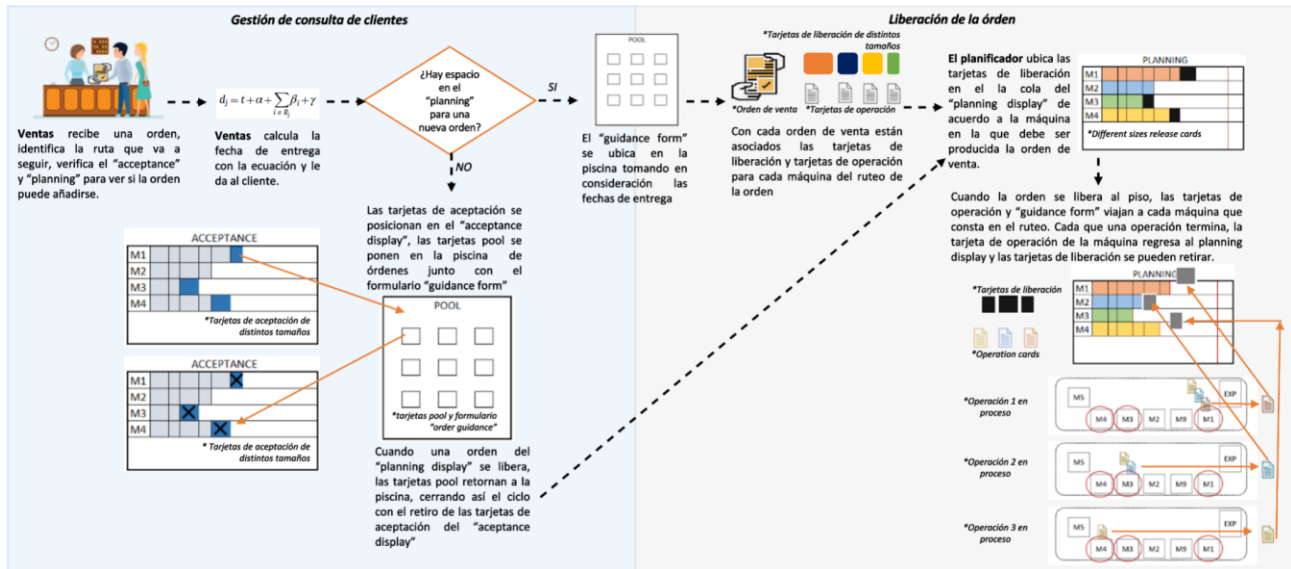 Gestión de consulta de clientes
Ventas recibe una orden,
identifica la ruta que va a
seguir, verifica el “acceptance”
y “planning” para ver si la orden
puede añadirse.
d_j = t + α + ∑_{i∈R_j} β_i + γ
Ventas calcula la
fecha de entrega
con la ecuación y le
da al cliente.
¿Hay espacio
en el
“planning”
para una
nueva orden?
SI
NO
POOL
El “guidance form”
se ubica en la
piscina tomando en
consideración las
fechas de entrega
Las tarjetas de aceptación se
posicionan en el “acceptance
display”, las tarjetas pool se
ponen en la piscina de
órdenes junto con el
formulario “guidance form”
ACCEPTANCE
M1
M2
M3
M4
*Tarjetas de aceptación de
distintos tamaños
ACCEPTANCE
M1
M2
M3
M4
* Tarjetas de aceptación de
distintos tamaños
POOL
*tarjetas pool y formulario
“order guidance”
Cuando una orden del
“planning display” se libera,
las tarjetas pool retornan a la
piscina, cerrando así el ciclo
con el retiro de las tarjetas de
aceptación del “aceptance
display”
Liberación de la órden
*Tarjetas de liberación de distintos
tamaños
*Orden de venta
*Tarjetas de operación
Con cada orden de venta están
asociados las tarjetas de
liberación y tarjetas de operación
para cada máquina del ruteo de
la orden
El planificador ubica las
tarjetas de liberación
en el la cola del
“planning display” de
acuerdo a la máquina
en la que debe ser
producida la orden de
venta.
PLANNING
M1
M2
M3
M4
*Different sizes release cards
Cuando la orden se libera al piso, las tarjetas de
operación y “guidance form” viajan a cada máquina que
consta en el ruteo. Cada que una operación termina, la
tarjeta de operación de la máquina regresa al planning
display y las tarjetas de liberación se pueden retirar.
*Tarjetas de liberación
*Operation cards
PLANNING
M1
M2
M3
M4
*Operación 1 en
proceso
M5
EXP
M4
M3
M2
M9
M1
*Operación 2 en
proceso
M5
EXP
M4
M3
M2
M9
M1
*Operación 3 en
proceso
M5
EXP
M4
M3
M2
M9
M1